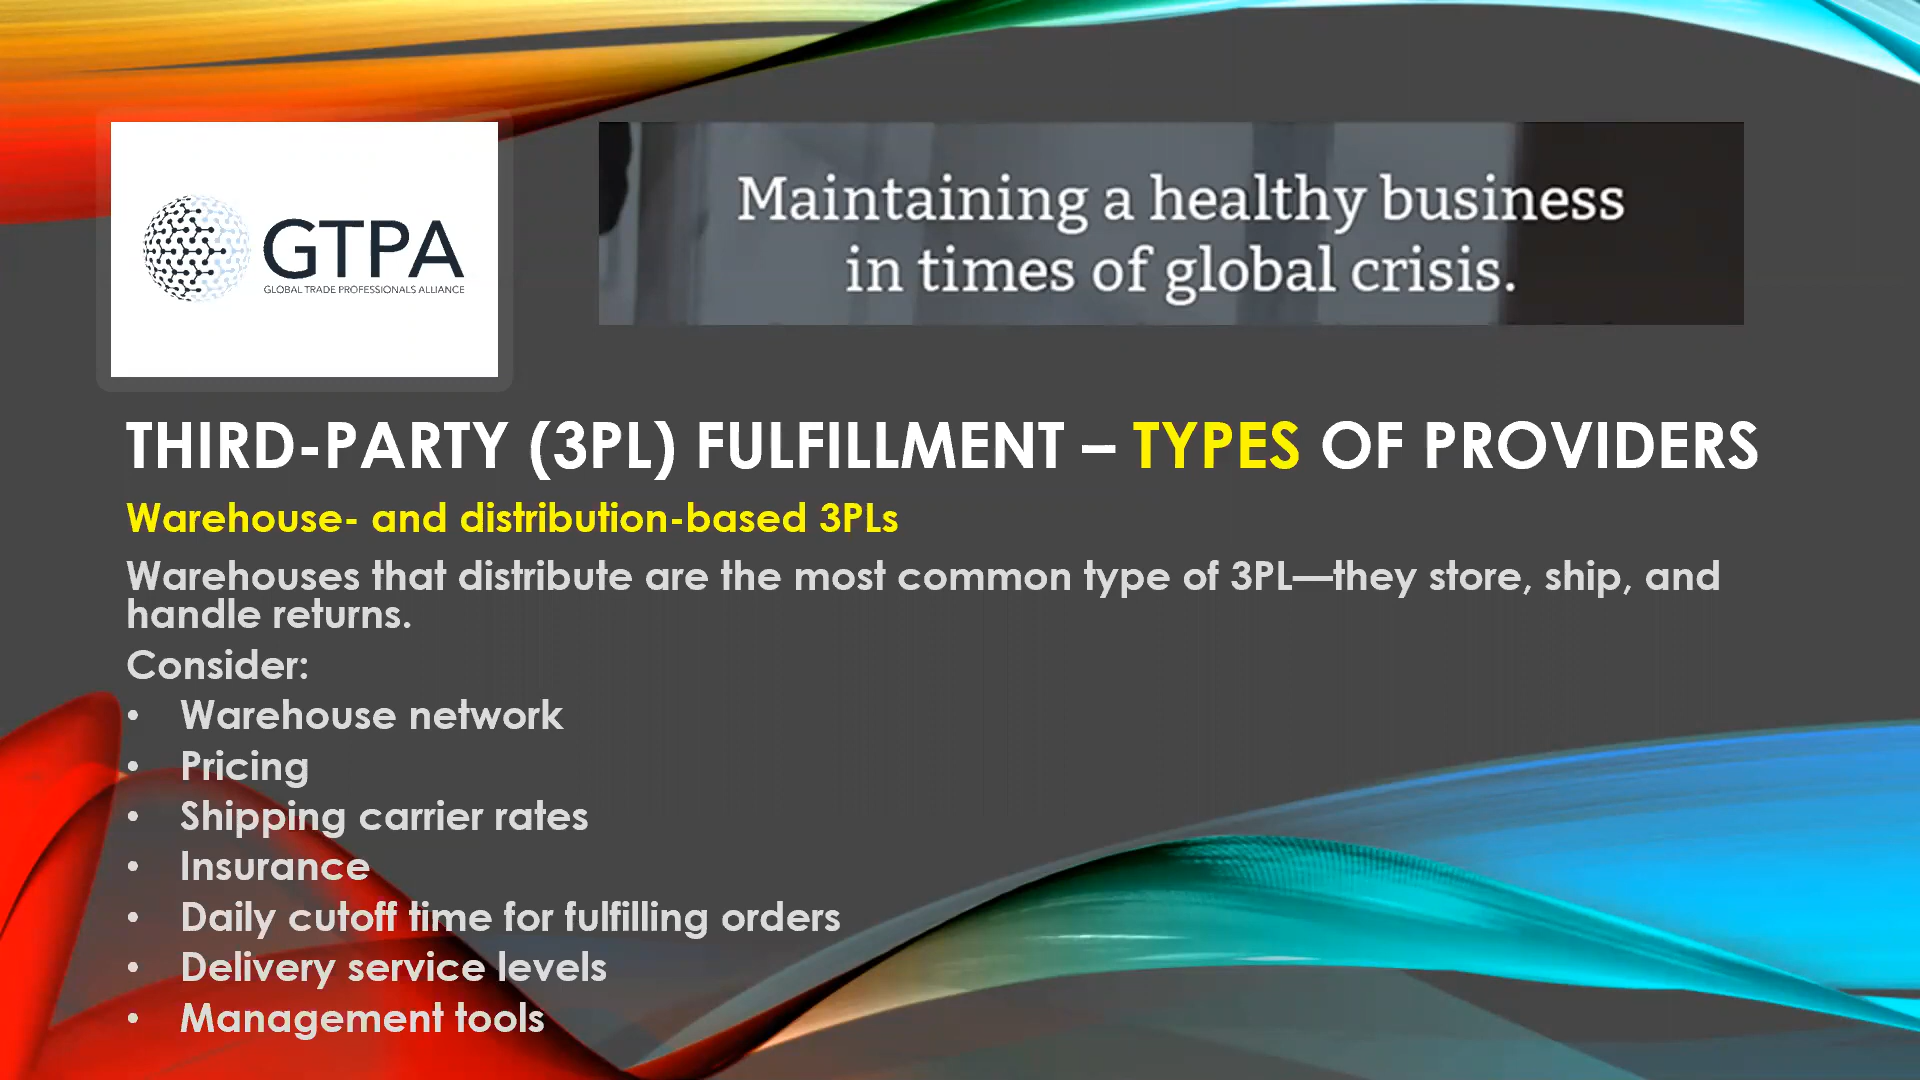 GTPA
GLOBAL TRADE PROFESSIONALS ALLIANCE
Maintaining a healthy business
in times of global crisis.
THIRD-PARTY (3PL) FULFILLMENT – TYPES OF PROVIDERS
Warehouse- and distribution-based 3PLs
Warehouses that distribute are the most common type of 3PL—they store, ship, and
handle returns.
Consider:
• Warehouse network
• Pricing
• Shipping carrier rates
• Insurance
• Daily cutoff time for fulfilling orders
• Delivery service levels
• Management tools